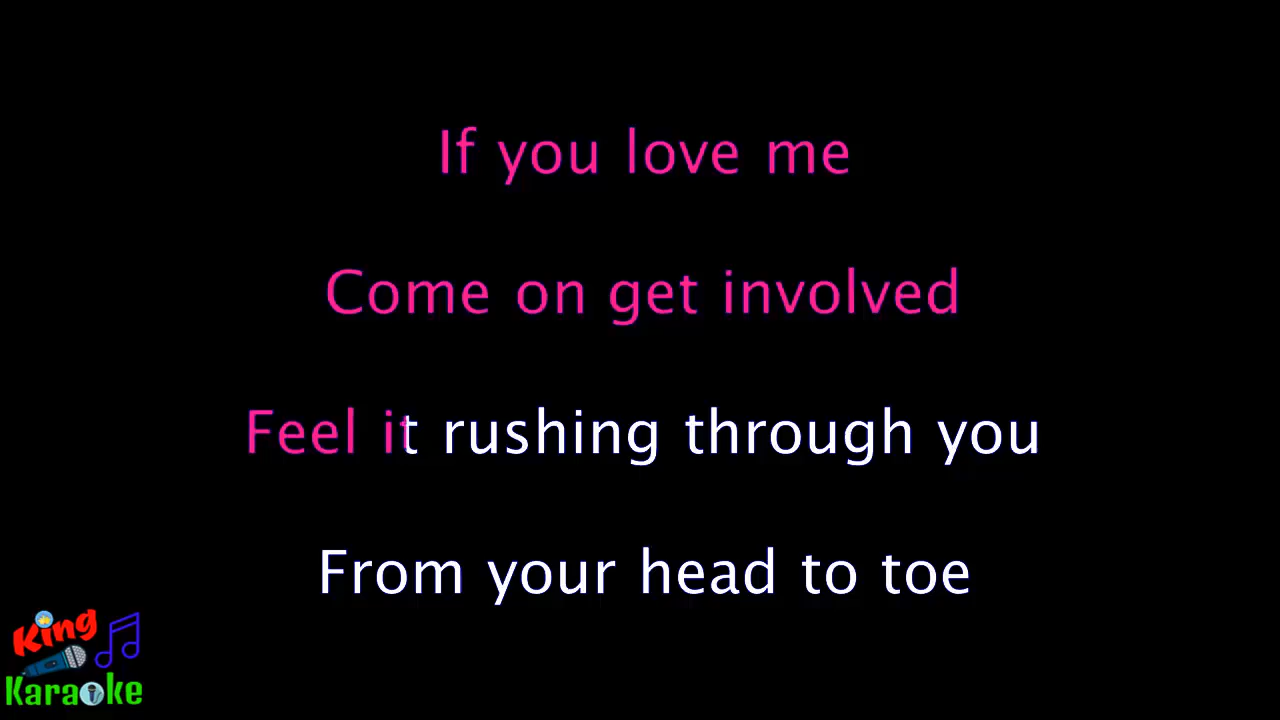 If you love me
Come on get involved
Feel it rushing through you
From your head to toe
King
Karaoke